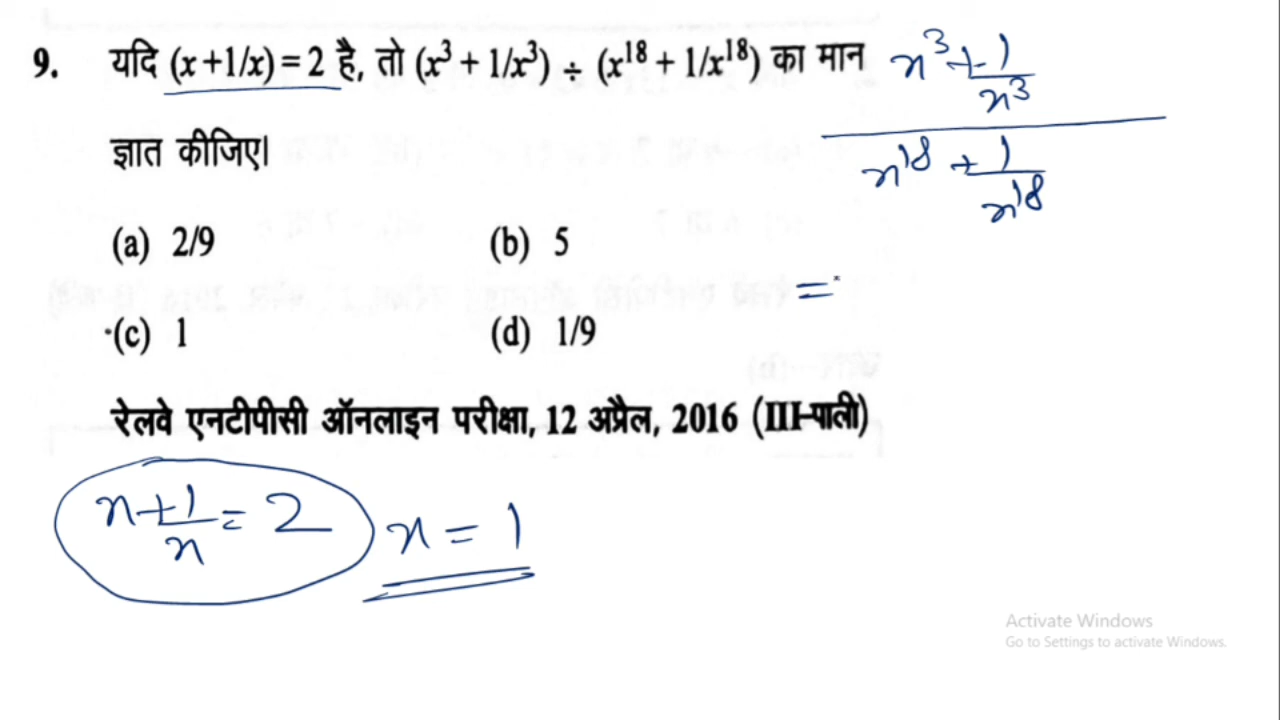 9. यदि (x+1/x) = 2 है, तो (x³ + 1/x³) ÷ (x¹⁸ + 1/x¹⁸) का मान
ज्ञात कीजिए।
(a) 2/9 (b) 5
(c) 1 (d) 1/9
रेलवे एनटीपीसी ऑनलाइन परीक्षा, 12 अप्रैल, 2016 (III-पाली)
x³ + 1/x³
x¹⁸ + 1/x¹⁸
=
x + 1/x = 2 x = 1
Activate Windows
Go to Settings to activate Windows.